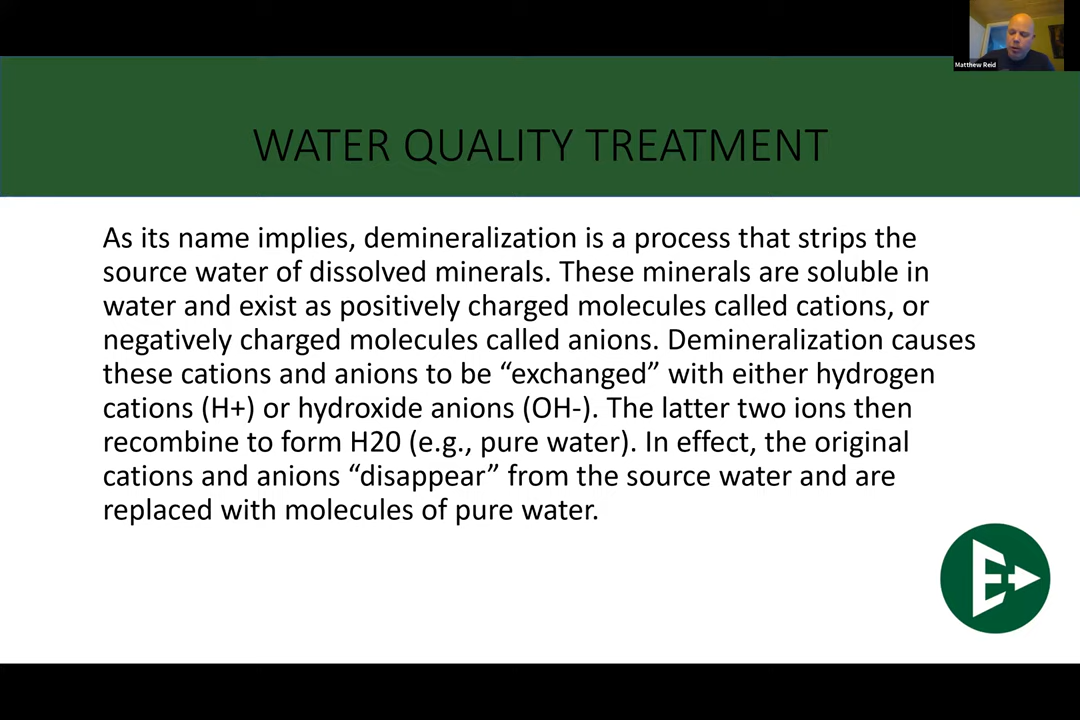 Matthew Reid
WATER QUALITY TREATMENT
As its name implies, demineralization is a process that strips the
source water of dissolved minerals. These minerals are soluble in
water and exist as positively charged molecules called cations, or
negatively charged molecules called anions. Demineralization causes
these cations and anions to be “exchanged” with either hydrogen
cations (H+) or hydroxide anions (OH-). The latter two ions then
recombine to form H20 (e.g., pure water). In effect, the original
cations and anions “disappear” from the source water and are
replaced with molecules of pure water.
E